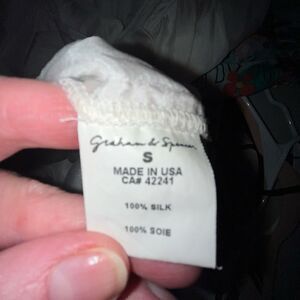 graham & Spencer
S
MADE IN USA
CA# 42241
100% SILK
100% SOIE